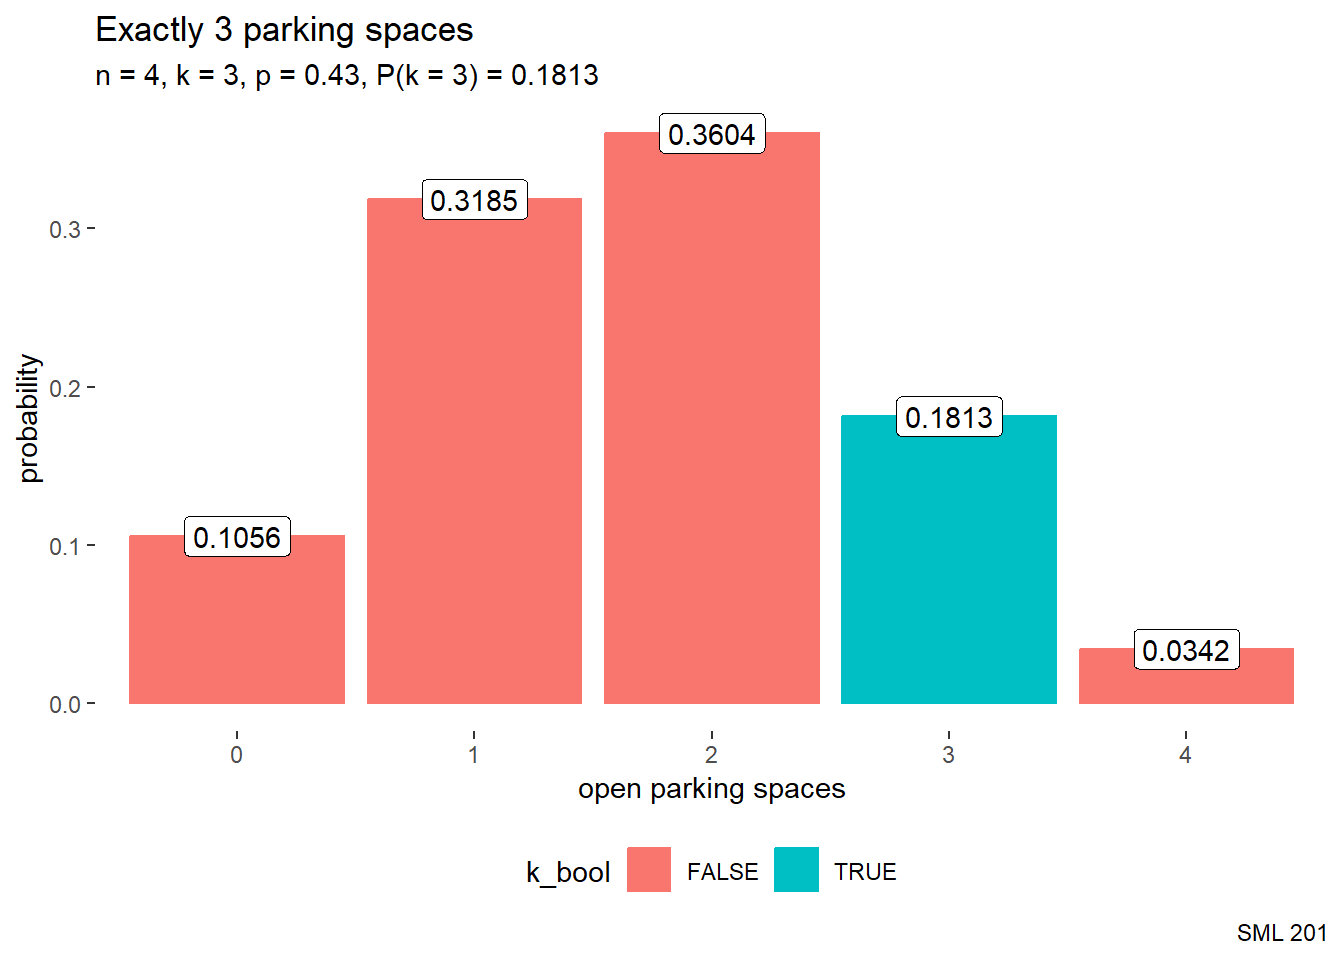 Exactly 3 parking spaces
n = 4, k = 3, p = 0.43, P(k = 3) = 0.1813
0.3604
0.3185
0.1813
0.1056
0.0342
probability
0.3
0.2
0.1
0.0
0 1 2 3 4
open parking spaces
k_bool FALSE TRUE
SML 201